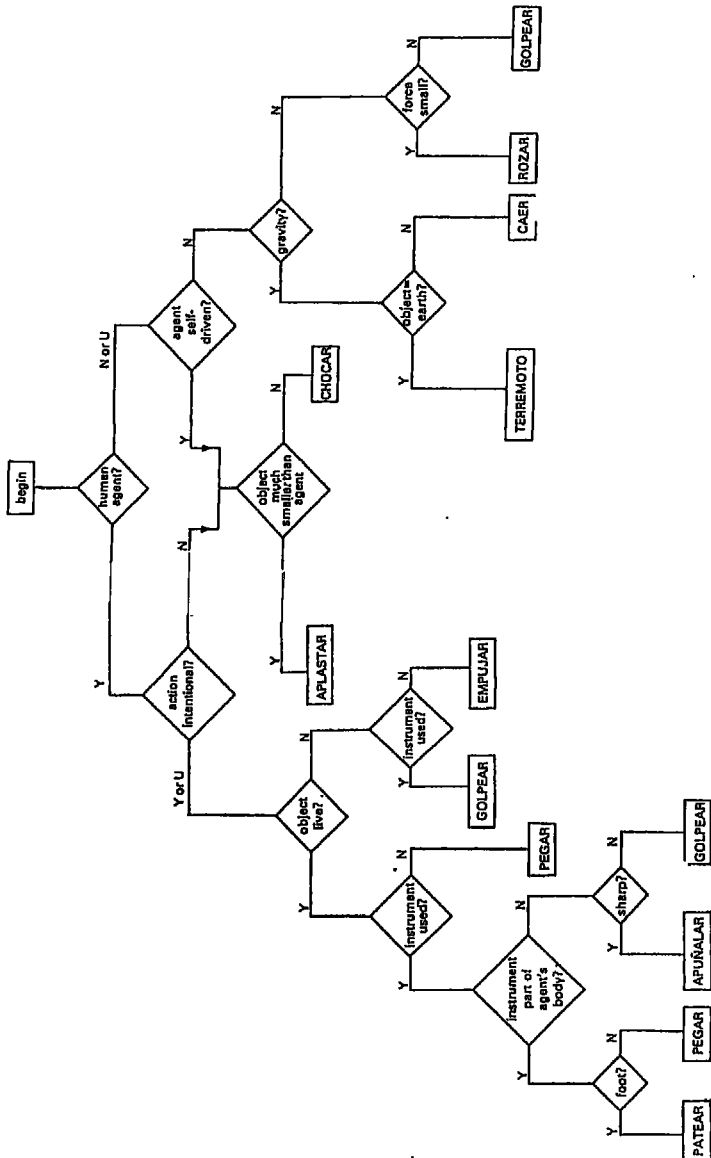 begin
human
agent?
Y
N or U
action
intentional?
Y or U
N
agent
self-
driven?
Y
N
object
much
smaller than
agent
Y
N
APLASTAR
CHOCAR
gravity?
Y
N
object=
earth?
Y
N
TERREMOTO
CAER
force
small?
Y
N
ROZAR
GOLPEAR
object
live?
Y
N
instrument
used?
Y
N
GOLPEAR
EMPUJAR
instrument
used?
Y
N
PEGAR
instrument
part of
agent's
body?
Y
N
foot?
Y
N
PATEAR
PEGAR
sharp?
Y
N
APUÑALAR
GOLPEAR